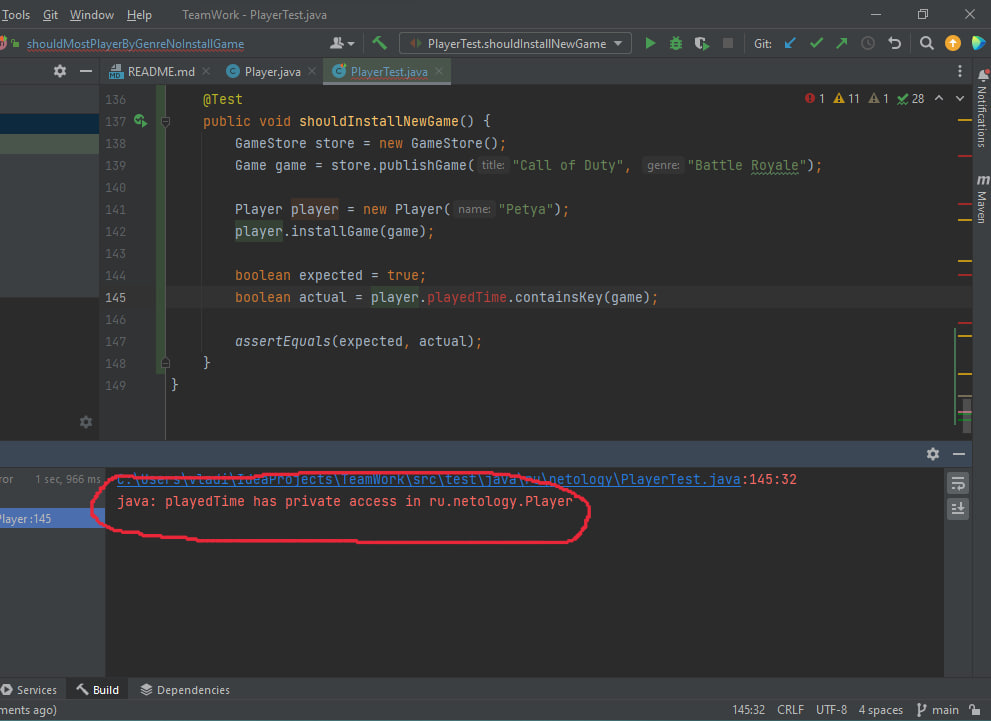 Tools Git Window Help TeamWork - PlayerTest.java
shouldMostPlayerByGenreNoInstallGame PlayerTest.shouldInstallNewGame Git:
README.md Player.java PlayerTest.java
1 11 1 28
136 @Test
137 public void shouldInstallNewGame() {
138 GameStore store = new GameStore();
139 Game game = store.publishGame( title: "Call of Duty", genre: "Battle Royale");
140
141 Player player = new Player( name: "Petya");
142 player.installGame(game);
143
144 boolean expected = true;
145 boolean actual = player.playedTime.containsKey(game);
146
147 assertEquals(expected, actual);
148 }
149 }
Notifications
m Maven
ror 1 sec, 966 ms C:\Users\vladi\IdeaProjects\TeamWork\src\test\java\ru\netology\PlayerTest.java:145:32
java: playedTime has private access in ru.netology.Player
Player :145
Services Build Dependencies
ments ago) 145:32 CRLF UTF-8 4 spaces main